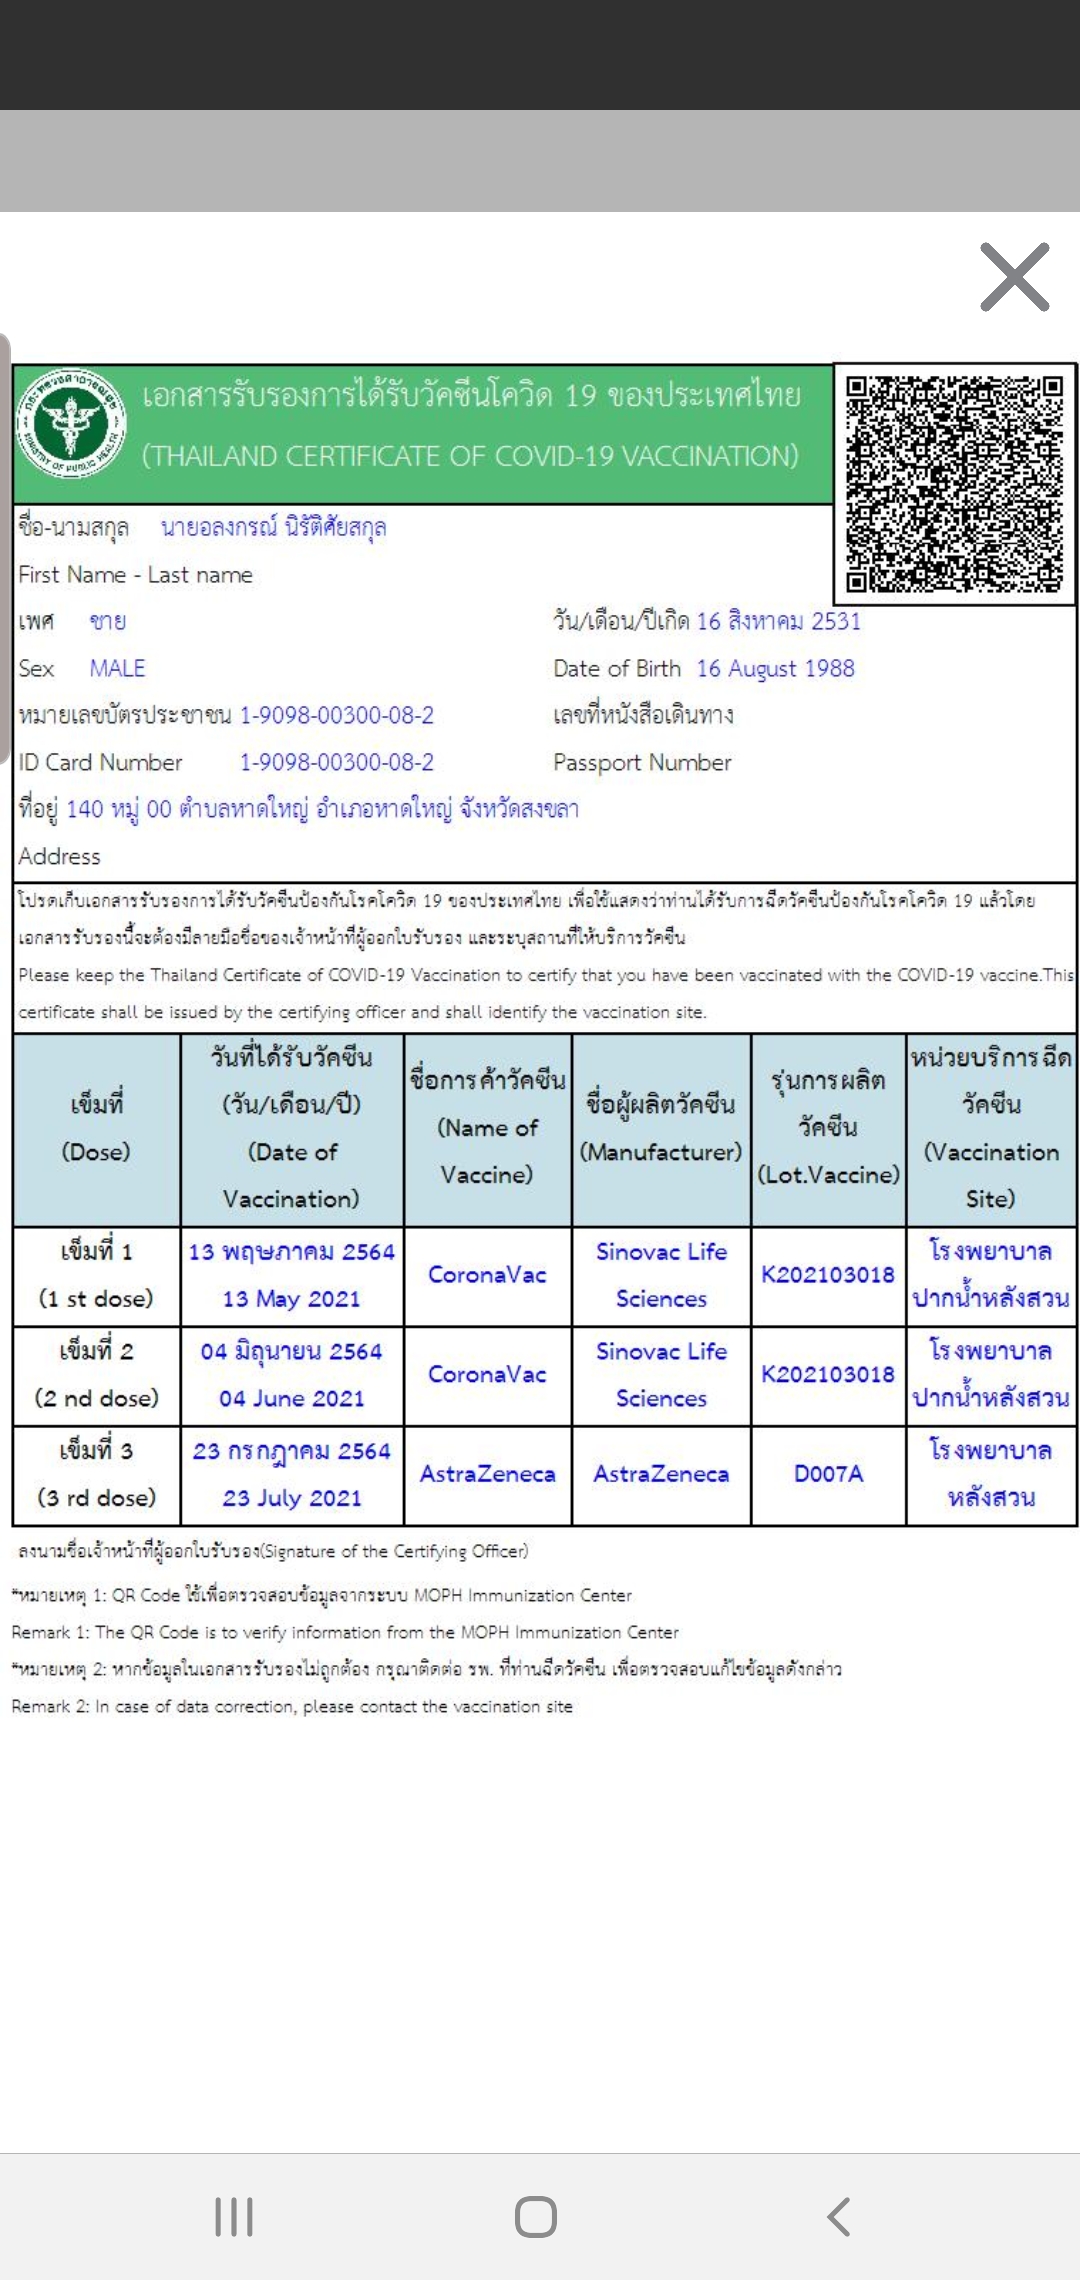 เอกสารรับรองการได้รับวัคซีนโควิด 19 ของประเทศไทย
(THAILAND CERTIFICATE OF COVID-19 VACCINATION)
กระทรวงสาธารณสุข
MINISTRY OF PUBLIC HEALTH
ชื่อ-นามสกุล นายอลงกรณ์ นิรัติศัยสกุล
First Name - Last name
เพศ ชาย วัน/เดือน/ปีเกิด 16 สิงหาคม 2531
Sex MALE Date of Birth 16 August 1988
หมายเลขบัตรประชาชน 1-9098-00300-08-2 เลขที่หนังสือเดินทาง
ID Card Number 1-9098-00300-08-2 Passport Number
ที่อยู่ 140 หมู่ 00 ตำบลหาดใหญ่ อำเภอหาดใหญ่ จังหวัดสงขลา
Address
โปรดเก็บเอกสารรับรองการได้รับวัคซีนป้องกันโรคโควิด 19 ของประเทศไทย เพื่อใช้แสดงว่าท่านได้รับการฉีดวัคซีนป้องกันโรคโควิด 19 แล้วโดย
เอกสารรับรองนี้จะต้องมีลายมือชื่อของเจ้าหน้าที่ผู้ออกใบรับรอง และระบุสถานที่ให้บริการวัคซีน
Please keep the Thailand Certificate of COVID-19 Vaccination to certify that you have been vaccinated with the COVID-19 vaccine.This
certificate shall be issued by the certifying officer and shall identify the vaccination site.
เข็มที่
(Dose)
วันที่ได้รับวัคซีน
(วัน/เดือน/ปี)
(Date of
Vaccination)
ชื่อการค้าวัคซีน
(Name of
Vaccine)
ชื่อผู้ผลิตวัคซีน
(Manufacturer)
รุ่นการผลิต
วัคซีน
(Lot.Vaccine)
หน่วยบริการฉีด
วัคซีน
(Vaccination
Site)
เข็มที่ 1
(1 st dose)
13 พฤษภาคม 2564
13 May 2021
CoronaVac
Sinovac Life
Sciences
K202103018
โรงพยาบาล
ปากน้ำหลังสวน
เข็มที่ 2
(2 nd dose)
04 มิถุนายน 2564
04 June 2021
CoronaVac
Sinovac Life
Sciences
K202103018
โรงพยาบาล
ปากน้ำหลังสวน
เข็มที่ 3
(3 rd dose)
23 กรกฎาคม 2564
23 July 2021
AstraZeneca
AstraZeneca
D007A
โรงพยาบาล
หลังสวน
ลงนามชื่อเจ้าหน้าที่ผู้ออกใบรับรอง(Signature of the Certifying Officer)
*หมายเหตุ 1: QR Code ใช้เพื่อตรวจสอบข้อมูลจากระบบ MOPH Immunization Center
Remark 1: The QR Code is to verify information from the MOPH Immunization Center
*หมายเหตุ 2: หากข้อมูลในเอกสารรับรองไม่ถูกต้อง กรุณาติดต่อ รพ. ที่ท่านฉีดวัคซีน เพื่อตรวจสอบแก้ไขข้อมูลดังกล่าว
Remark 2: In case of data correction, please contact the vaccination site